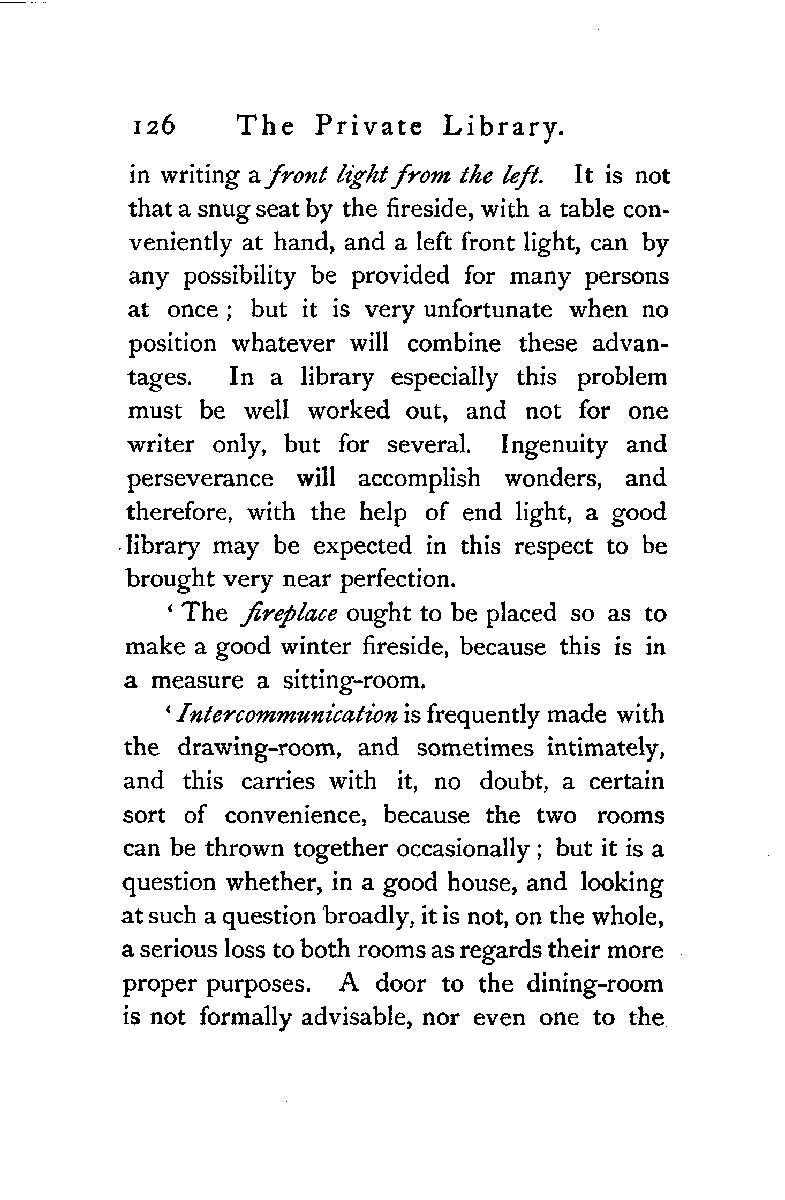 126 The Private Library.
in writing a front light from the left. It is not
that a snug seat by the fireside, with a table con-
veniently at hand, and a left front light, can by
any possibility be provided for many persons
at once ; but it is very unfortunate when no
position whatever will combine these advan-
tages. In a library especially this problem
must be well worked out, and not for one
writer only, but for several. Ingenuity and
perseverance will accomplish wonders, and
therefore, with the help of end light, a good
library may be expected in this respect to be
brought very near perfection.
‘ The fireplace ought to be placed so as to
make a good winter fireside, because this is in
a measure a sitting-room.
‘ Intercommunication is frequently made with
the drawing-room, and sometimes intimately,
and this carries with it, no doubt, a certain
sort of convenience, because the two rooms
can be thrown together occasionally ; but it is a
question whether, in a good house, and looking
at such a question broadly, it is not, on the whole,
a serious loss to both rooms as regards their more
proper purposes. A door to the dining-room
is not formally advisable, nor even one to the